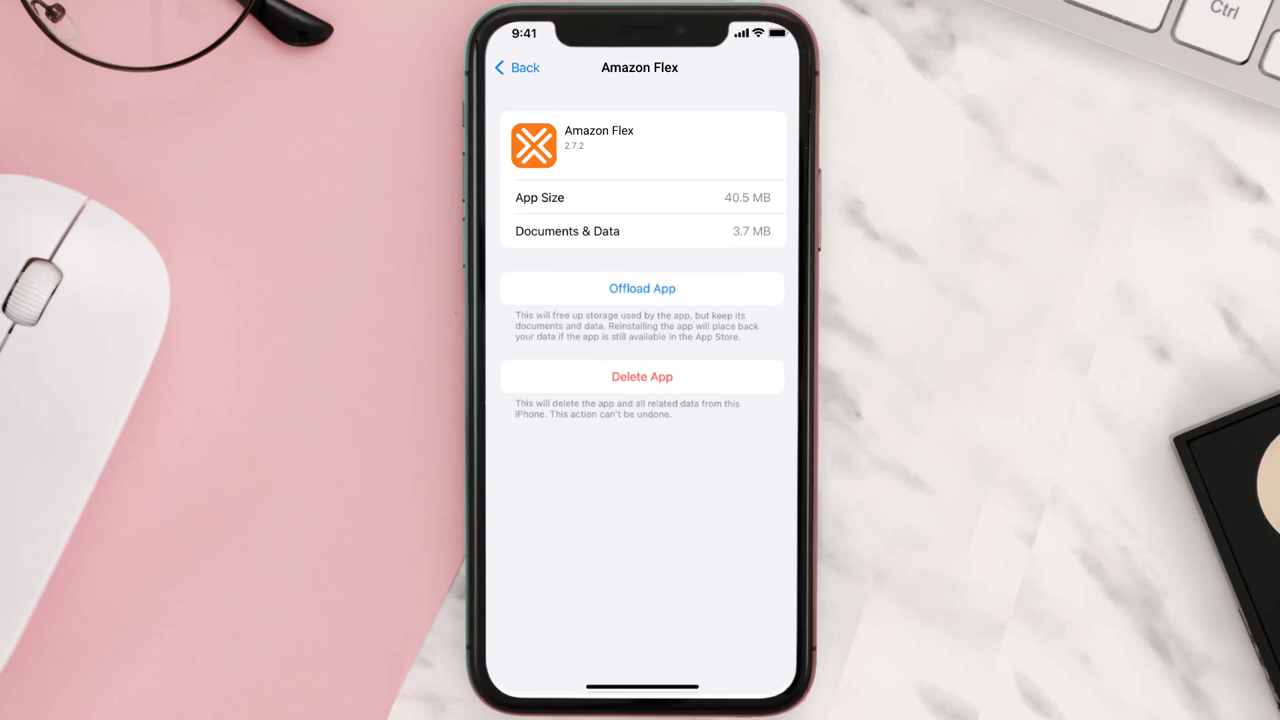 Ctrl
9:41
Back
Amazon Flex
Amazon Flex
2.7.2
App Size 40.5 MB
Documents & Data 3.7 MB
Offload App
This will free up storage used by the app, but keep its
documents and data. Reinstalling the app will place back
your data if the app is still available in the App Store.
Delete App
This will delete the app and all related data from this
iPhone. This action can't be undone.